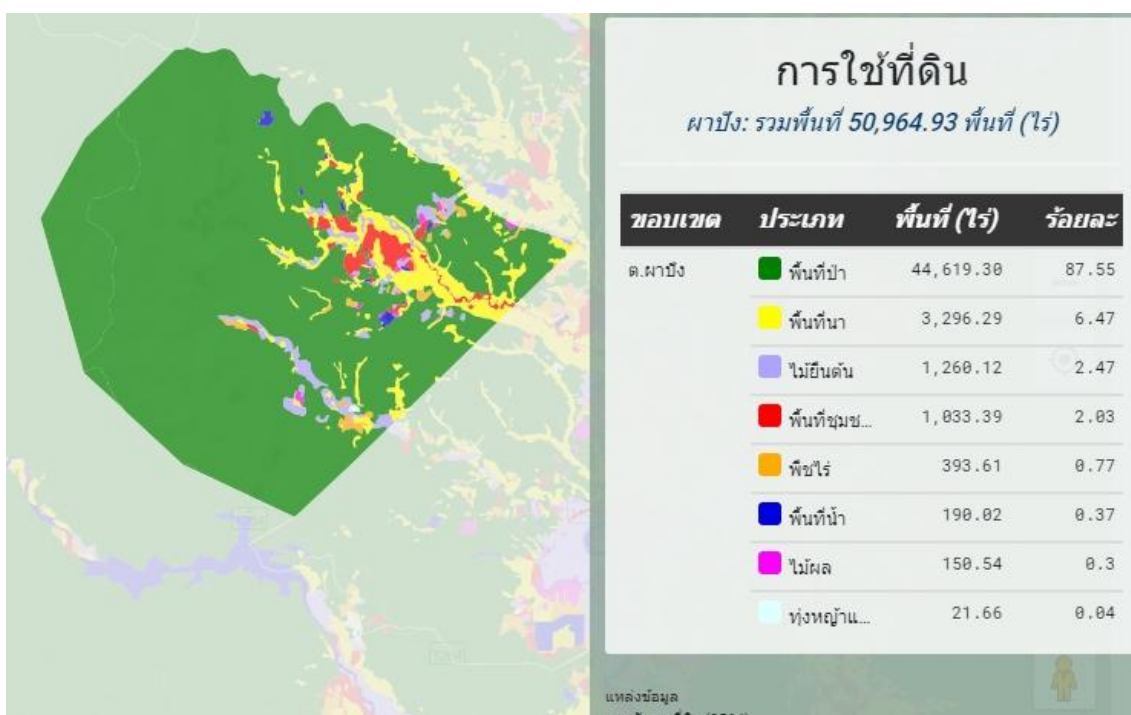 การใช้ที่ดิน
ผาปัง: รวมพื้นที่ 50,964.93 พื้นที่ (ไร่)
ขอบเขต ประเภท พื้นที่ (ไร่) ร้อยละ
ต.ผาปัง พื้นที่ป่า 44,619.30 87.55
พื้นที่นา 3,296.29 6.47
ไม้ยืนต้น 1,260.12 2.47
พื้นที่ชุมช... 1,033.39 2.03
พืชไร่ 393.61 0.77
พื้นที่น้ำ 190.02 0.37
ไม้ผล 150.54 0.3
ทุ่งหญ้าแ... 21.66 0.04
แหล่งข้อมูล